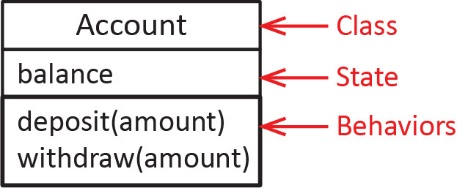 Account
Class
balance
State
deposit(amount)
Behaviors
withdraw(amount)